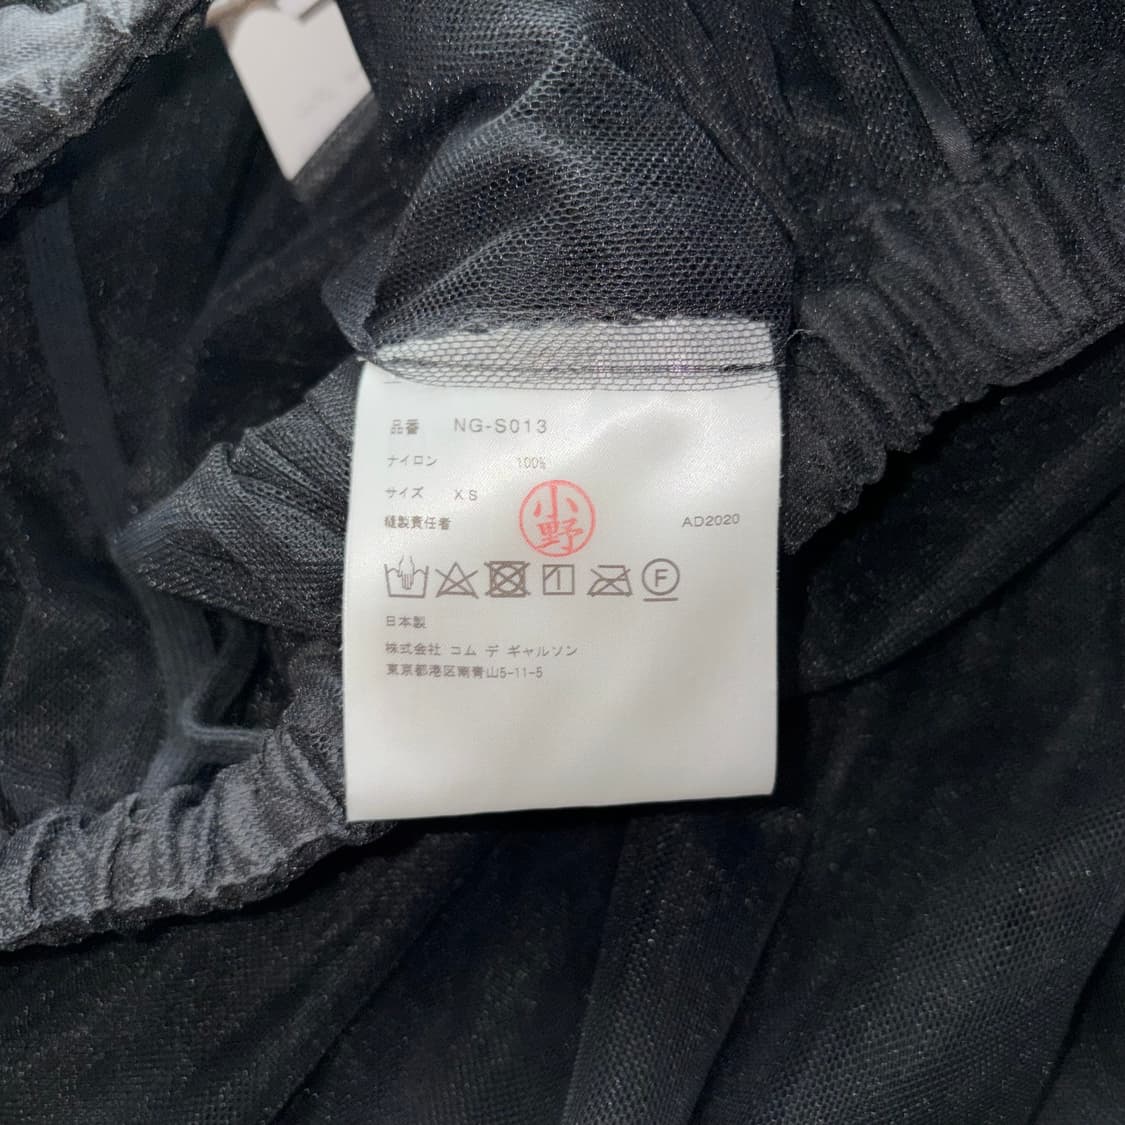 品番 NG-S013
ナイロン 100%
サイズ XS
縫製責任者 小野 AD2020
F
日本製
株式会社 コム デ ギャルソン
東京都港区南青山5-11-5